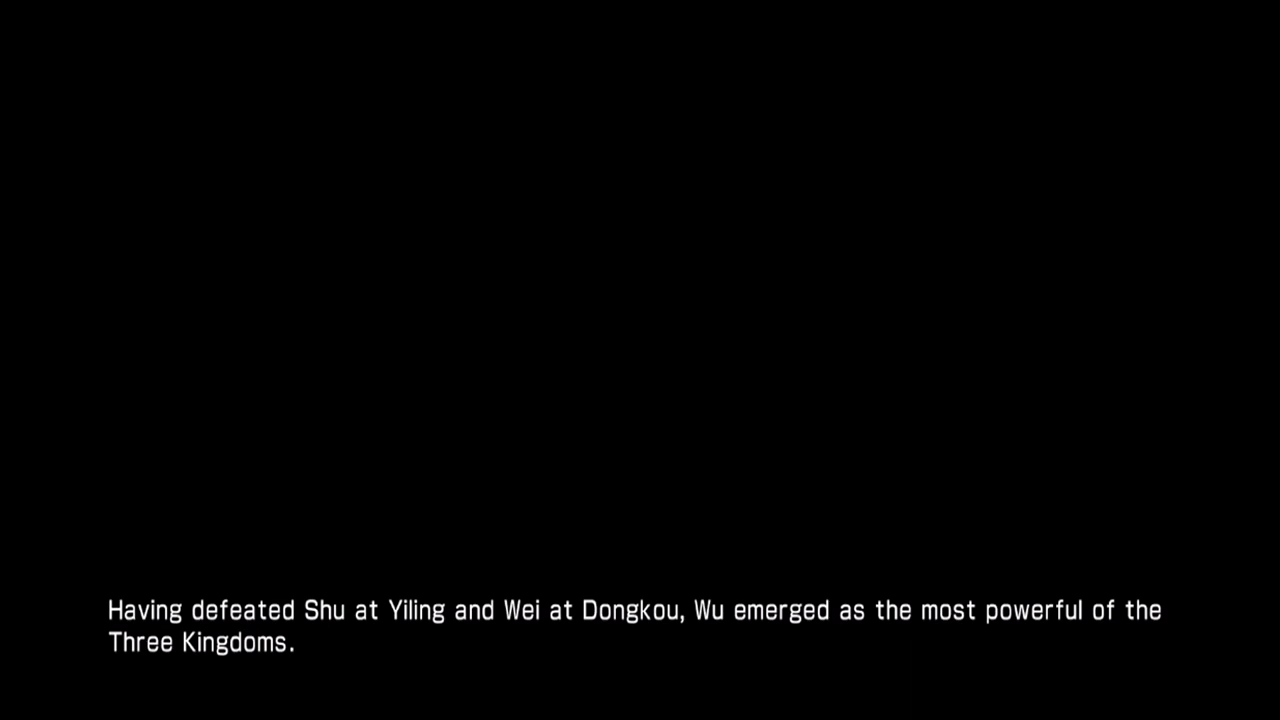 Having defeated Shu at Yiling and Wei at Dongkou, Wu emerged as the most powerful of the
Three Kingdoms.